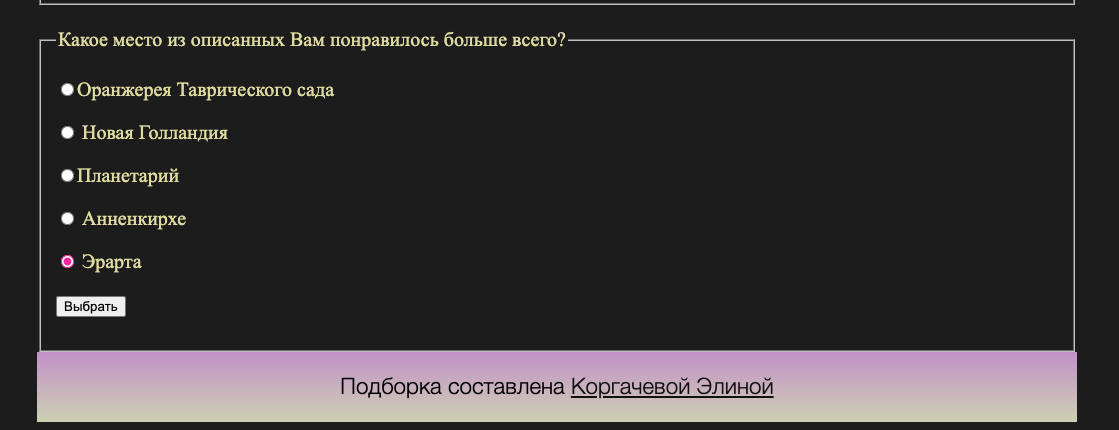 Какое место из описанных Вам понравилось больше всего?
Оранжерея Таврического сада
Новая Голландия
Планетарий
Анненкирхе
Эрарта
Выбрать
Подборка составлена Коргачевой Элиной